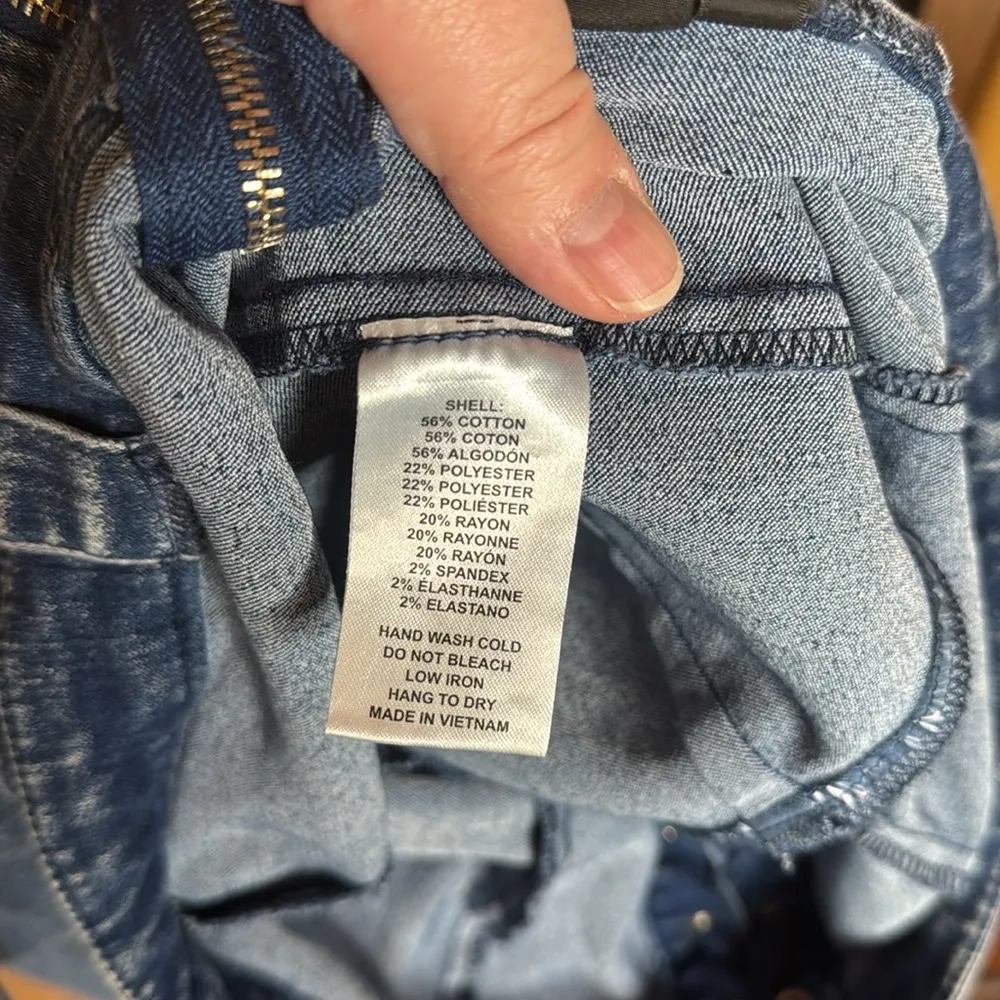 SHELL:
56% COTTON
56% COTON
56% ALGODÓN
22% POLYESTER
22% POLYESTER
22% POLIÉSTER
20% RAYON
20% RAYONNE
20% RAYÓN
2% SPANDEX
2% ÉLASTHANNE
2% ELASTANO
HAND WASH COLD
DO NOT BLEACH
LOW IRON
HANG TO DRY
MADE IN VIETNAM